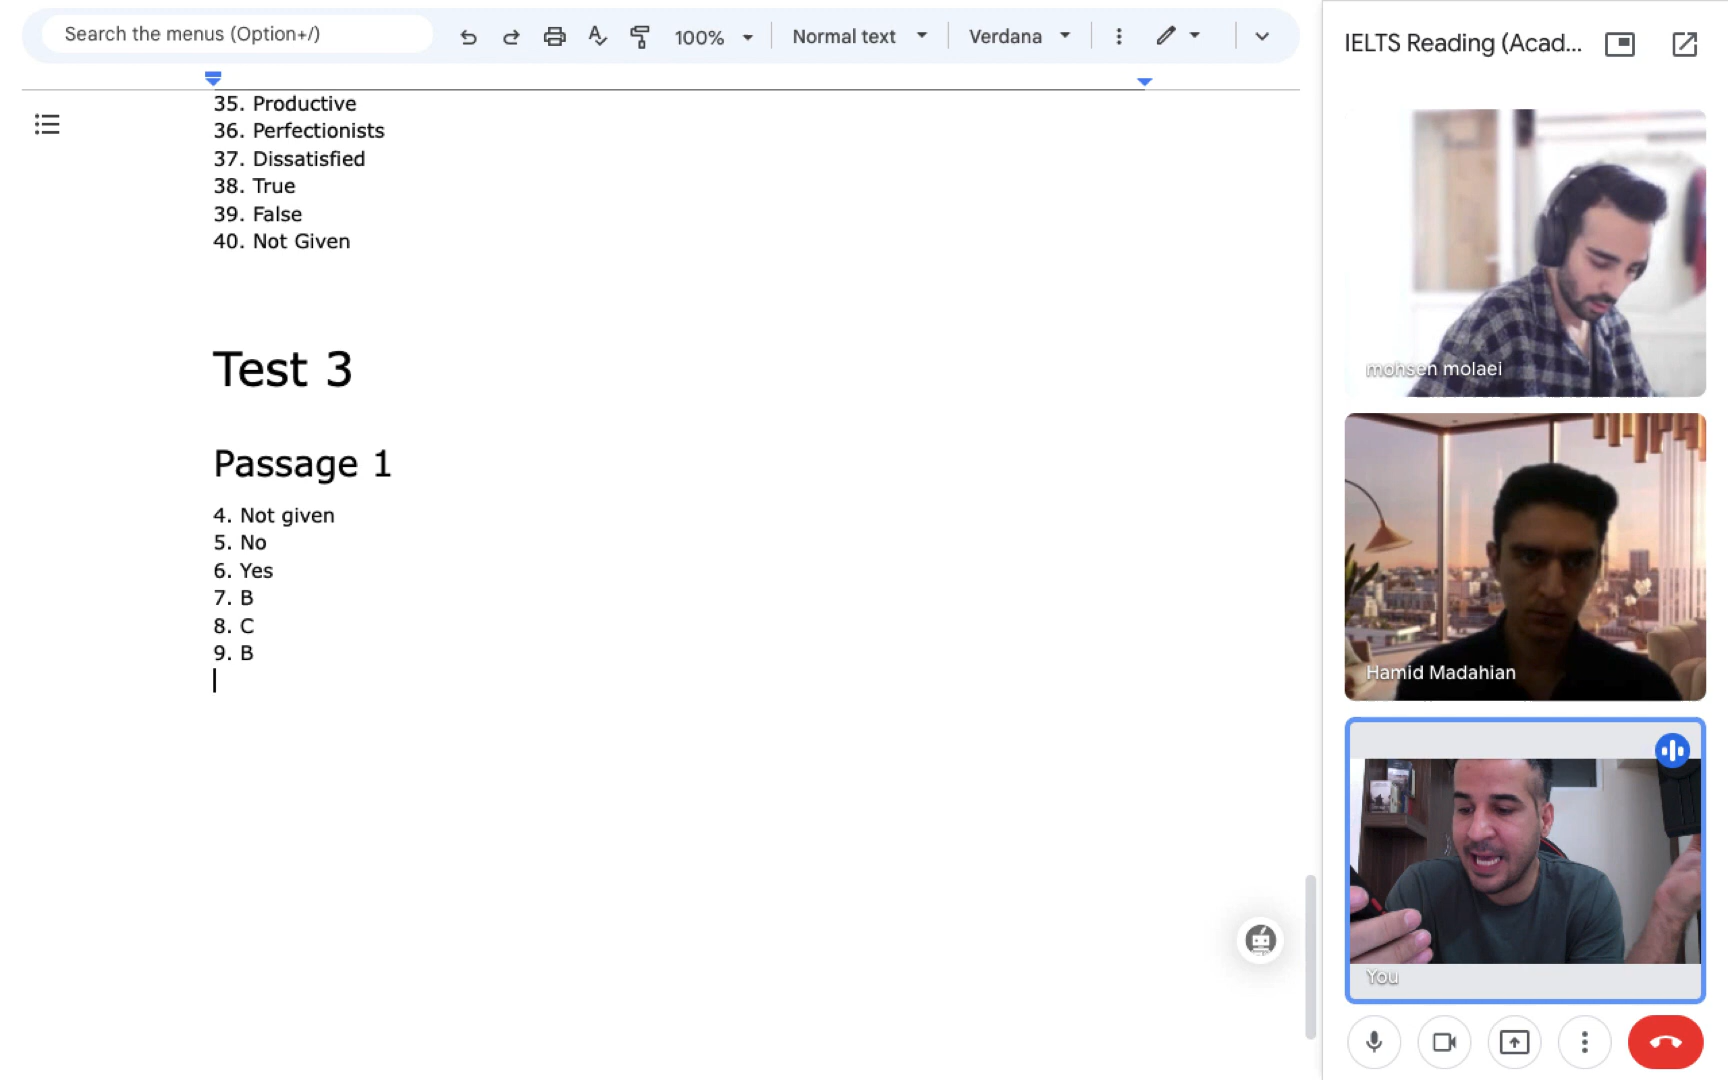 Search the menus (Option+/)
100%
Normal text
Verdana
IELTS Reading (Acad...
35. Productive
36. Perfectionists
37. Dissatisfied
38. True
39. False
40. Not Given
Test 3
Passage 1
4. Not given
5. No
6. Yes
7. B
8. C
9. B
mohsen molaei
Hamid Madahian
You